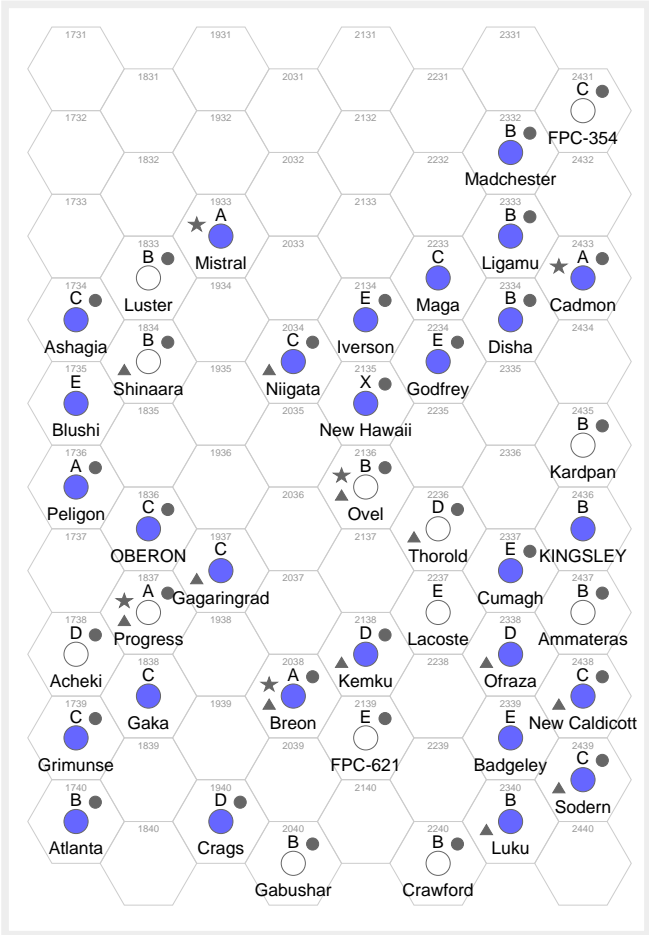 1731 1931 2131 2331
1831 2031 2231 2431
C
FPC-354
1732 1932 2132 2332
B
Madchester
1832 2032 2232 2432
1733 1933 2133 2333
A B
Mistral Ligamu
1833 2033 2233 2433
B C A
Luster Maga Cadmon
1734 1934 2134 2334
C E B
Ashagia Iverson Disha
1834 2034 2234 2434
B C E
Shinaara Niigata Godfrey
1735 1935 2135 2335
E X
Blushi New Hawaii
1835 2035 2235 2435
B
Kardpan
1736 1936 2136 2336
A B
Peligon Ovel
1836 2036 2236 2436
C D B
OBERON Thorold KINGSLEY
1737 1937 2137 2337
C E
Gagaringrad Cumagh
1837 2037 2237 2437
A E B
Progress Lacoste Ammateras
1738 1938 2138 2338
D D D
Acheki Kemku Ofraza
1838 2038 2238 2438
C A C
Gaka Breon New Caldicott
1739 1939 2139 2339
C E E
Grimunse FPC-621 Badgeley
1839 2039 2239 2439
C
Sodern
1740 1940 2140 2340
B D B
Atlanta Crags Luku
1840 2040 2240 2440
B B
Gabushar Crawford